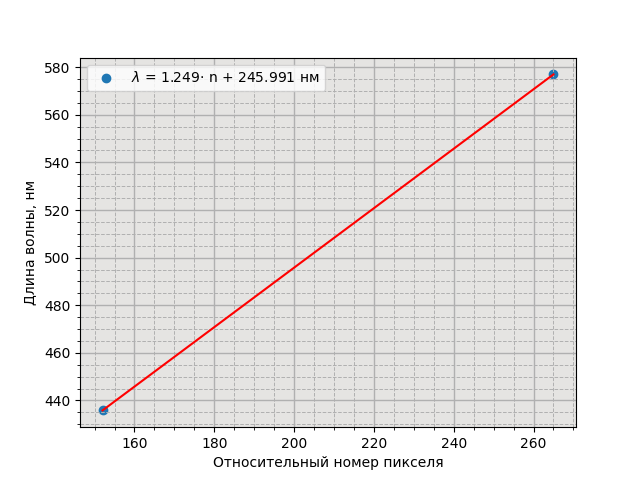 λ = 1.249· n + 245.991 нм
580
560
540
520
500
480
460
440
Длина волны, нм
160 180 200 220 240 260
Относительный номер пикселя